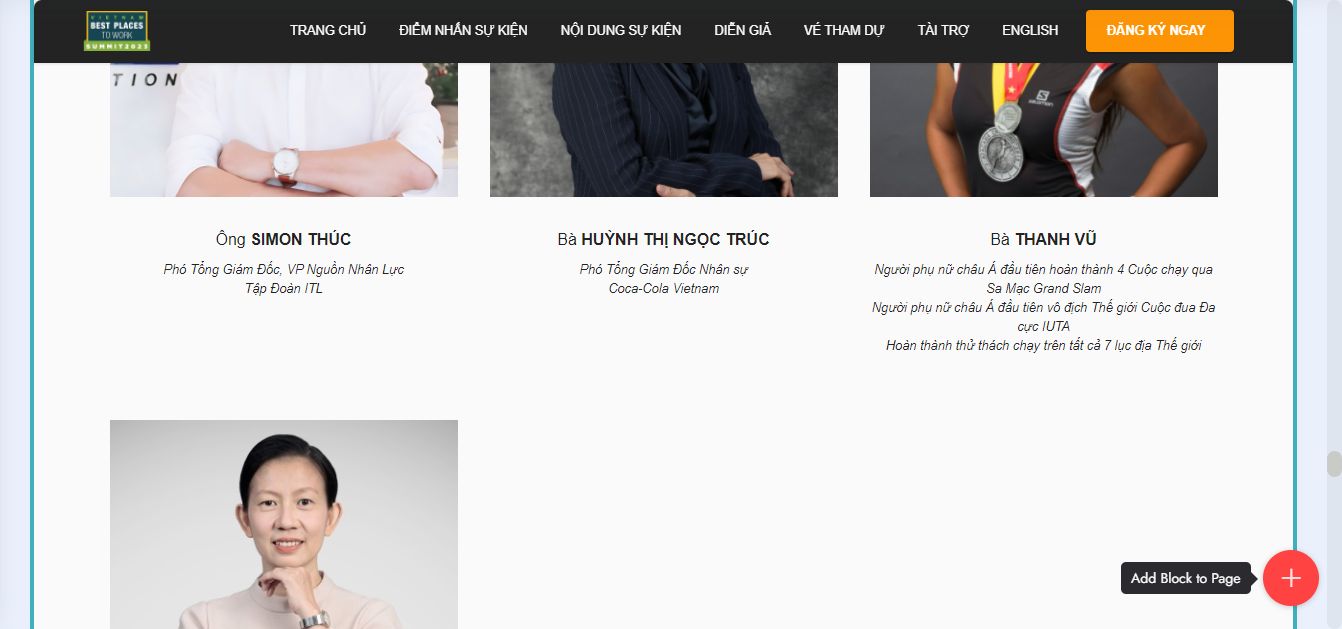 VIETNAM
BEST PLACES
TO WORK
SUMMIT2023
TRANG CHỦ
ĐIỂM NHẤN SỰ KIỆN
NỘI DUNG SỰ KIỆN
DIỄN GIẢ
VÉ THAM DỰ
TÀI TRỢ
ENGLISH
ĐĂNG KÝ NGAY
TION
salomon
Ông SIMON THÚC
Phó Tổng Giám Đốc, VP Nguồn Nhân Lực
Tập Đoàn ITL
Bà HUỲNH THỊ NGỌC TRÚC
Phó Tổng Giám Đốc Nhân sự
Coca-Cola Vietnam
Bà THANH VŨ
Người phụ nữ châu Á đầu tiên hoàn thành 4 Cuộc chạy qua
Sa Mạc Grand Slam
Người phụ nữ châu Á đầu tiên vô địch Thế giới Cuộc đua Đa
cực IUTA
Hoàn thành thử thách chạy trên tất cả 7 lục địa Thế giới
Add Block to Page